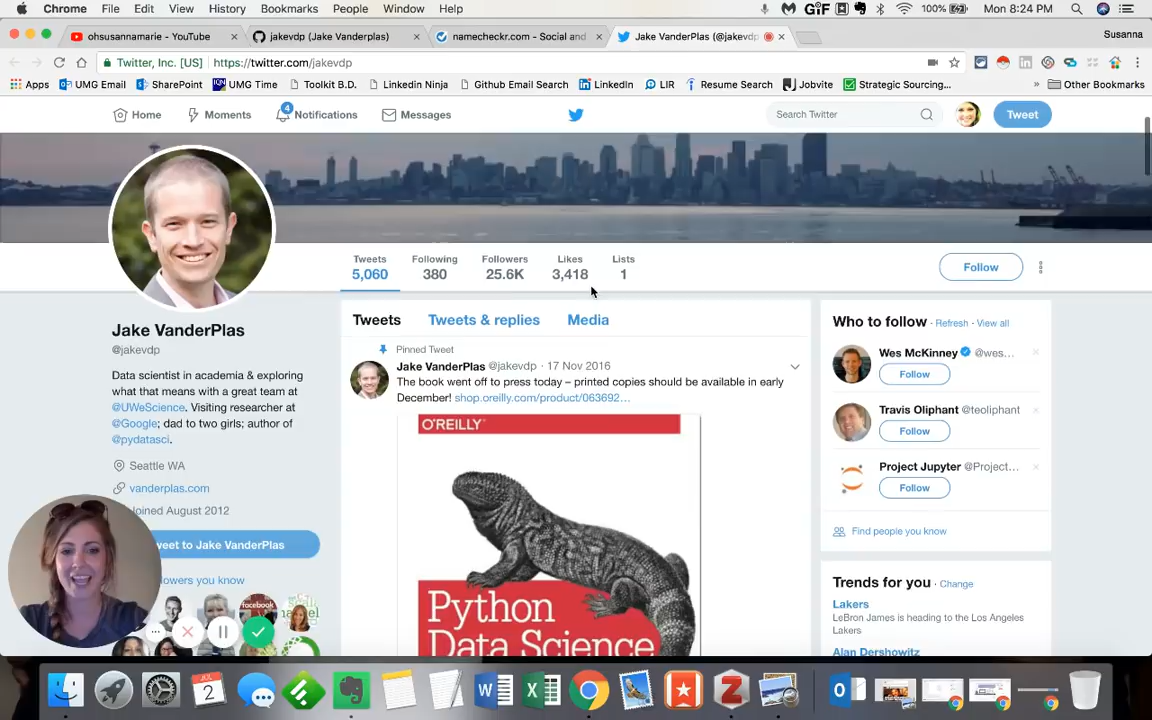 Chrome File Edit View History Bookmarks People Window Help GIF 100% Mon 8:24 PM
ohsusannamarie - YouTube jakevdp (Jake Vanderplas) namecheckr.com - Social and Jake VanderPlas (@jakevdp Susanna
Twitter, Inc. [US] https://twitter.com/jakevdp
Apps UMG Email SharePoint UMG Time Toolkit B.D. Linkedin Ninja Github Email Search LinkedIn LIR Resume Search Jobvite Strategic Sourcing... » Other Bookmarks
Home Moments 4 Notifications Messages Search Twitter Tweet
Tweets Following Followers Likes Lists
5,060 380 25.6K 3,418 1
Follow
Jake VanderPlas
@jakevdp
Data scientist in academia & exploring
what that means with a great team at
@UWeScience. Visiting researcher at
@Google; dad to two girls; author of
@pydatasci.
Seattle WA
vanderplas.com
Joined August 2012
weet to Jake VanderPlas
lowers you know
facebook
Tweets Tweets & replies Media
Pinned Tweet
Jake VanderPlas @jakevdp · 17 Nov 2016
The book went off to press today – printed copies should be available in early
December! shop.oreilly.com/product/063692...
O'REILLY
Python
Data Science
Who to follow · Refresh · View all
Wes McKinney @wes...
Follow
Travis Oliphant @teoliphant
Follow
Project Jupyter @Project...
Follow
Find people you know
Trends for you · Change
Lakers
LeBron James is heading to the Los Angeles
Lakers
Alan Dershowitz
JUL
2